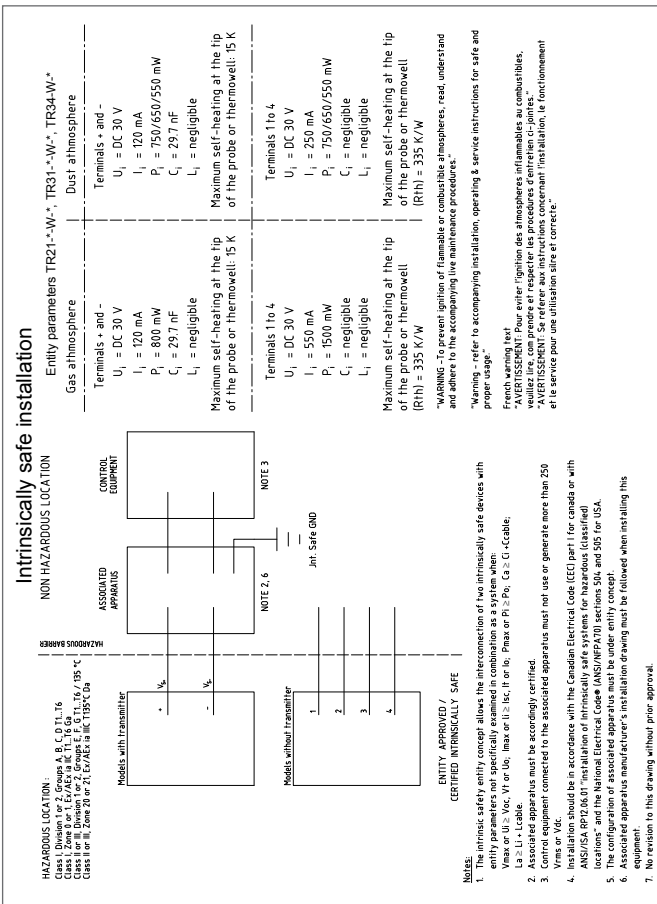 Intrinsically safe installation
HAZARDOUS LOCATION :
Class I, Division 1 or 2, Groups A, B, C, D T1..T6
Class I, Zone 0 or 1, Ex/AEx ia IIC T1..T6 Ga
Class II or III, Division 1 or 2, Groups E, F, G T1..T6 / 135 °C
Class II or III, Zone 20 or 21, Ex/AEx ia IIIC T135°C Da
HAZARDOUS BARRIER
NON HAZARDOUS LOCATION
Models with transmitter
+
-
ASSOCIATED
APPARATUS
NOTE 2, 6
CONTROL
EQUIPMENT
NOTE 3
Jnt. Safe GND
Models without transmitter
1
2
3
4
ENTITY APPROVED /
CERTIFIED INTRINSICALLY SAFE
Entity parameters TR21-*-W-*, TR31-*-W-*, TR34-W-*
Gas athmosphere
Terminals + and -
Ui = DC 30 V
Ii = 120 mA
Pi = 800 mW
Ci = 29.7 nF
Li = negligible
Maximum self-heating at the tip
of the probe or thermowell: 15 K
Terminals 1 to 4
Ui = DC 30 V
Ii = 550 mA
Pi = 1500 mW
Ci = negligible
Li = negligible
Maximum self-heating at the tip
of the probe or thermowell
(Rth) = 335 K/W
Dust athmosphere
Terminals + and -
Ui = DC 30 V
Ii = 120 mA
Pi = 750/650/550 mW
Ci = 29.7 nF
Li = negligible
Maximum self-heating at the tip
of the probe or thermowell: 15 K
Terminals 1 to 4
Ui = DC 30 V
Ii = 250 mA
Pi = 750/650/550 mW
Ci = negligible
Li = negligible
Maximum self-heating at the tip
of the probe or thermowell
(Rth) = 335 K/W
Notes:
1. The intrinsic safety entity concept allows the interconnection of two intrinsically safe devices with
entity parameters not specifically examined in combination as a system when:
Vmax or Ui ≥ Voc, Vt or Uo; Imax or Ii ≥ Isc, It or Io; Pmax or Pi ≥ Po; Ca ≥ Ci +Ccable;
La ≥ Li + Lcable.
2. Associated apparatus must be accordingly certified.
3. Control equipment connected to the associated apparatus must not use or generate more than 250
Vrms or Vdc.
4. Installation should be in accordance with the Canadian Electrical Code (CEC) part I for canada or with
ANSI/ISA RP12.06.01 "installation of Intrinsically safe systems for hazardous (classified)
locations" and the National Electrical Code® (ANSI/NFPA70) sections 504 and 505 for USA.
5. The configuration of associated apparatus must be under entity concept.
6. Associated apparatus manufacturer's installation drawing must be followed when installing this
equipment.
7. No revision to this drawing without prior approval.
"WARNING -To prevent ignition of flammable or combustible atmospheres, read, understand
and adhere to the accompanying live maintenance procedures."
"Warning - refer to accompanying installation, operating & service instructions for safe and
proper usage."
French warning text
"AVERTISSEMENT: Pour eviter l'ignition des atmospheres inflammables au combustibles,
veuillez lire, com prendre et respecter les procedures d'entretien ci-jointes."
"AVERTISSEMENT: Se referer aux instructions concernant l'installation, le fonctionnement
et le service pour une utilisation silre et correcte."